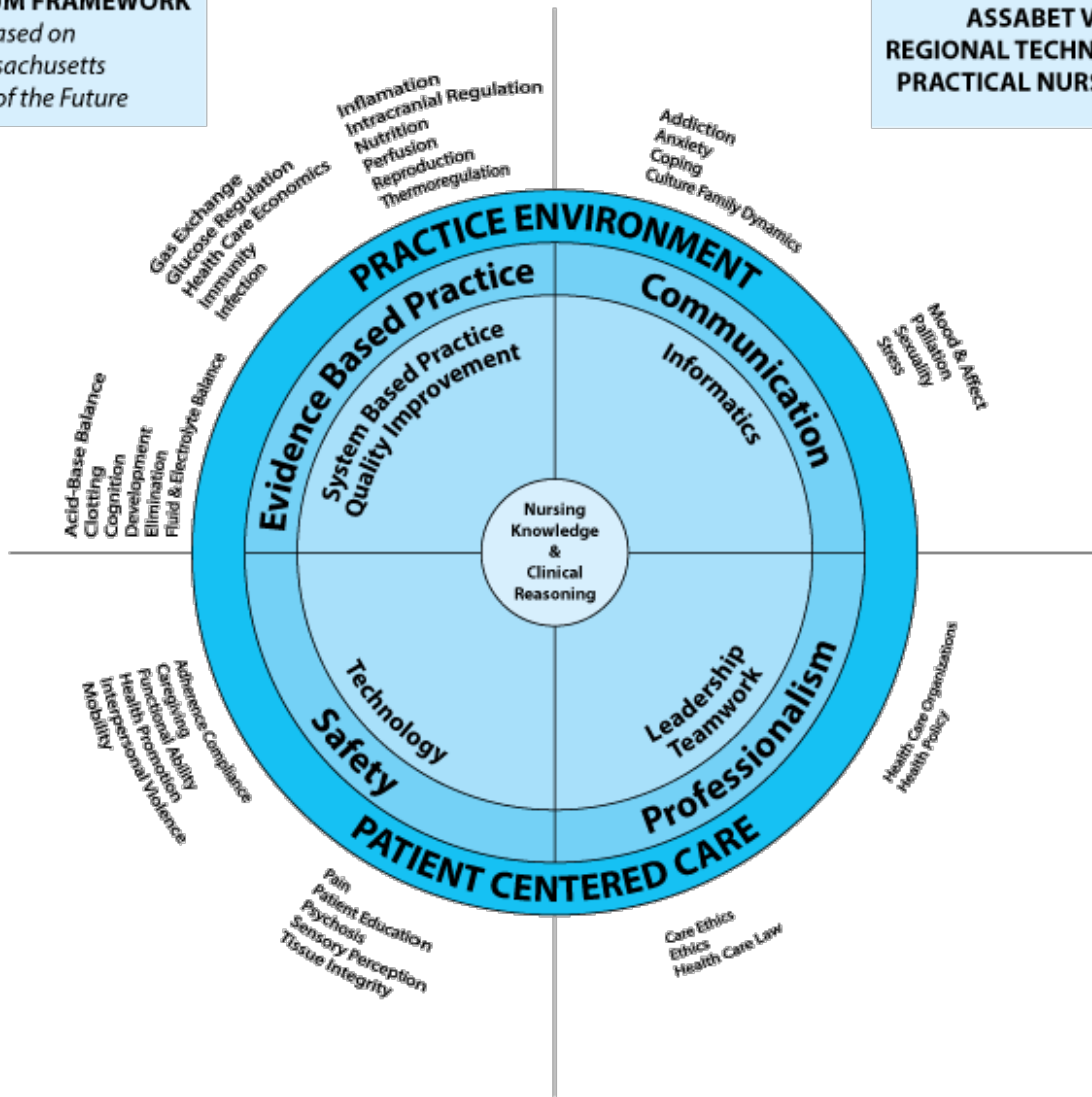 UM FRAMEWORK
ased on
sachusetts
of the Future
ASSABET V
REGIONAL TECHN
PRACTICAL NURS
Inflamation
Intracranial Regulation
Nutrition
Perfusion
Reproduction
Thermoregulation
Gas Exchange
Glucose Regulation
Health Care Economics
Immunity
Infection
Acid-Base Balance
Clotting
Cognition
Development
Elimination
Fluid & Electrolyte Balance
Addiction
Anxiety
Coping
Culture Family Dynamics
Mood & Affect
Palliation
Sexuality
Stress
PRACTICE ENVIRONMENT
Evidence Based Practice
System Based Practice
Quality Improvement
Communication
Informatics
Nursing
Knowledge
&
Clinical
Reasoning
Technology
Safety
Leadership
Teamwork
Professionalism
PATIENT CENTERED CARE
Adherence Compliance
Caregiving
Functional Ability
Health Promotion
Interpersonal Violence
Mobility
Pain
Patient Education
Psychosis
Sensory Perception
Tissue Integrity
Health Care Organizations
Health Policy
Care Ethics
Ethics
Health Care Law